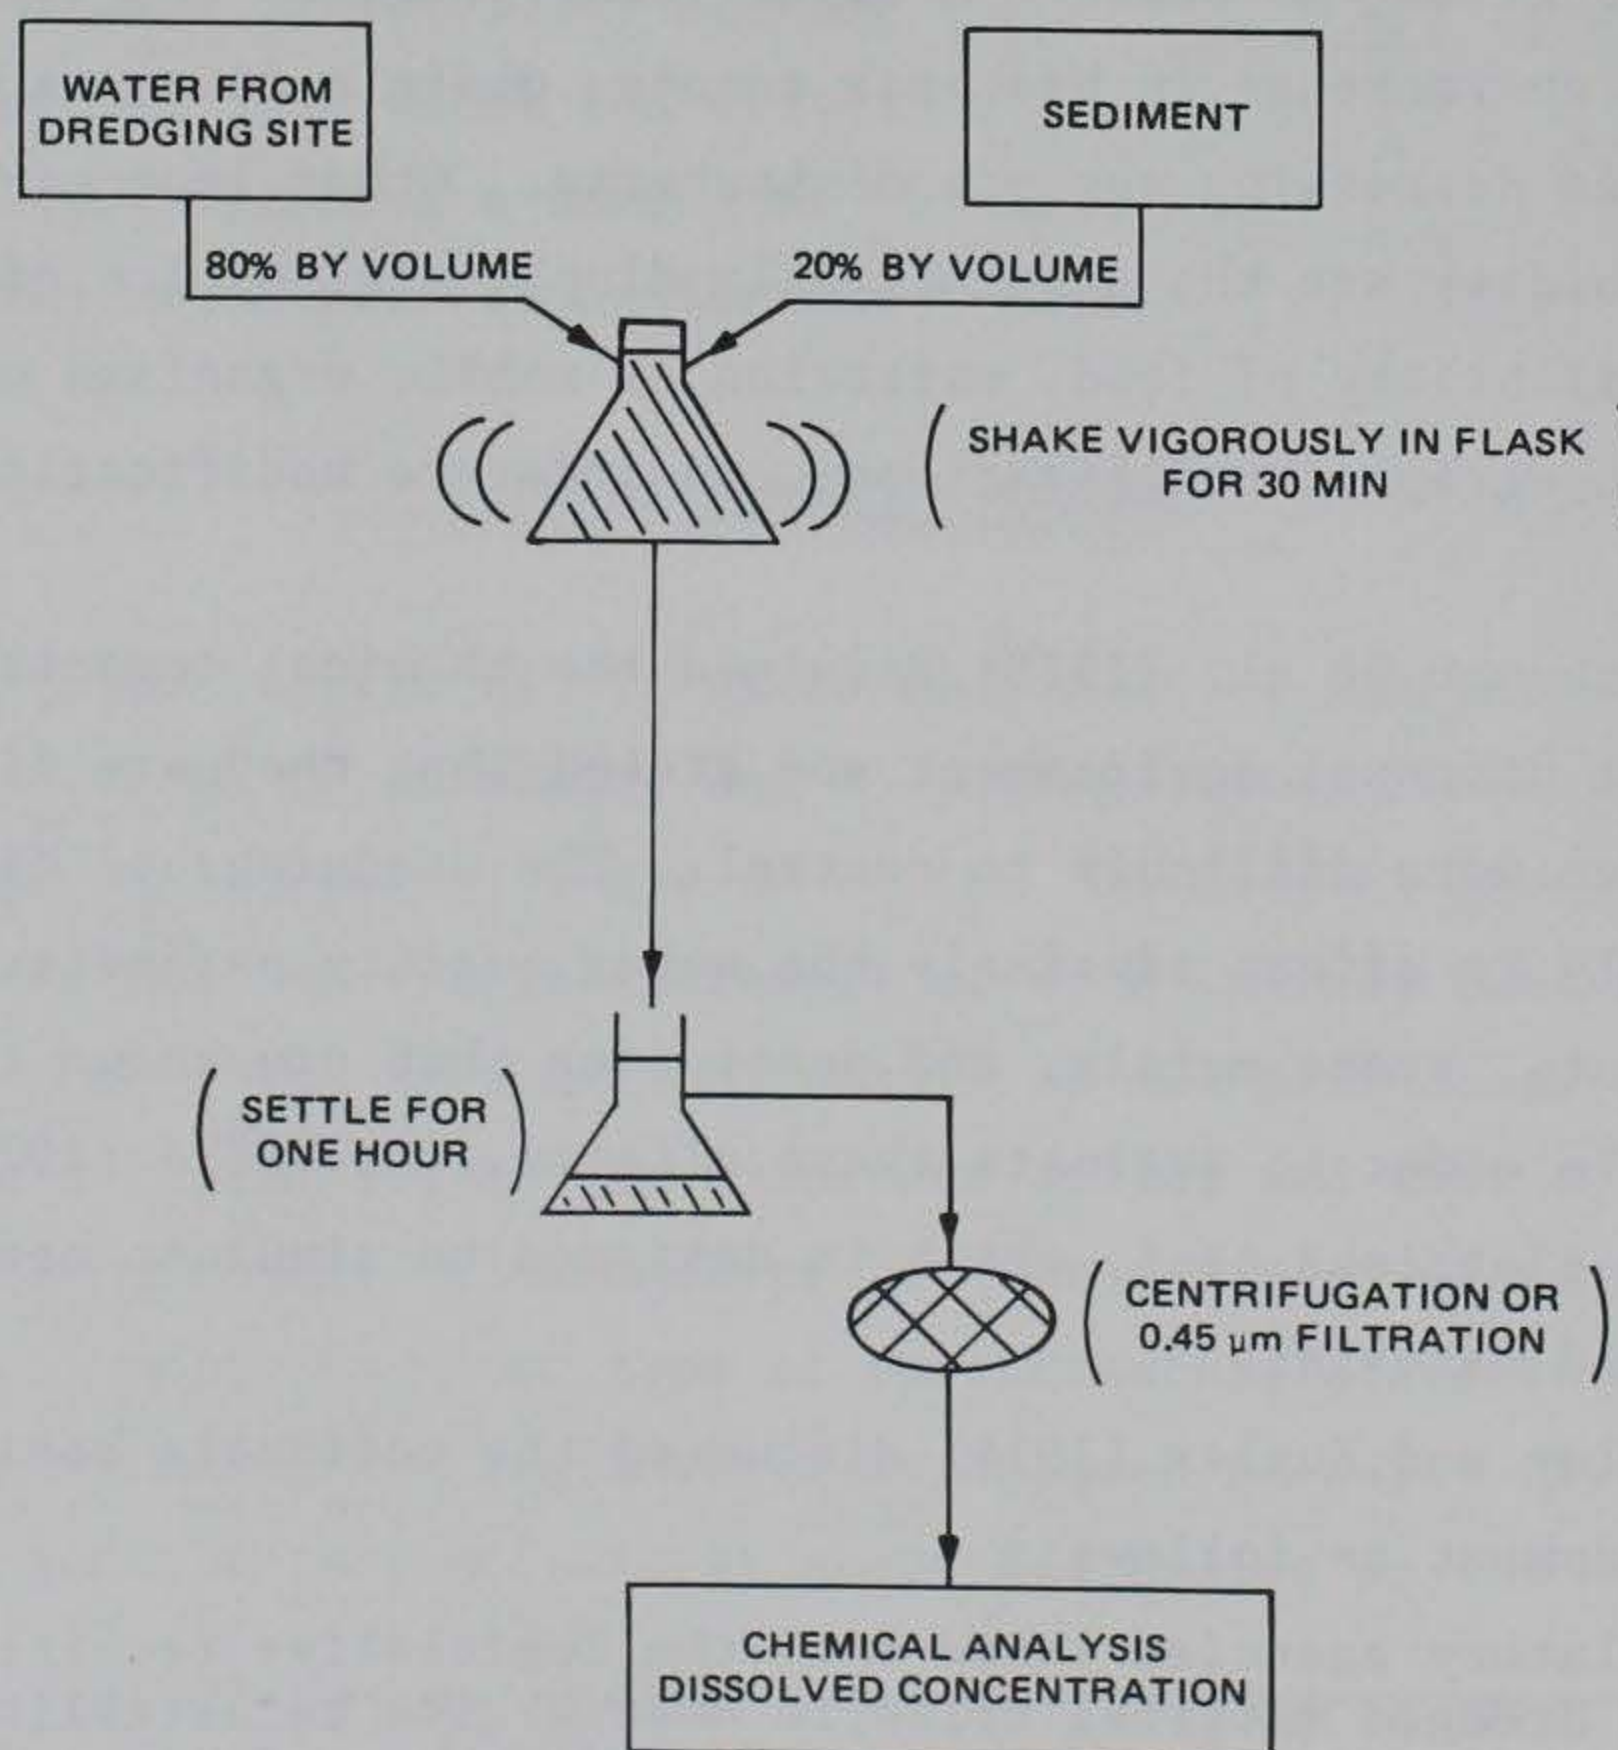 WATER FROM
DREDGING SITE
SEDIMENT
80% BY VOLUME
20% BY VOLUME
SHAKE VIGOROUSLY IN FLASK
FOR 30 MIN
SETTLE FOR
ONE HOUR
CENTRIFUGATION OR
0.45 µm FILTRATION
CHEMICAL ANALYSIS
DISSOLVED CONCENTRATION